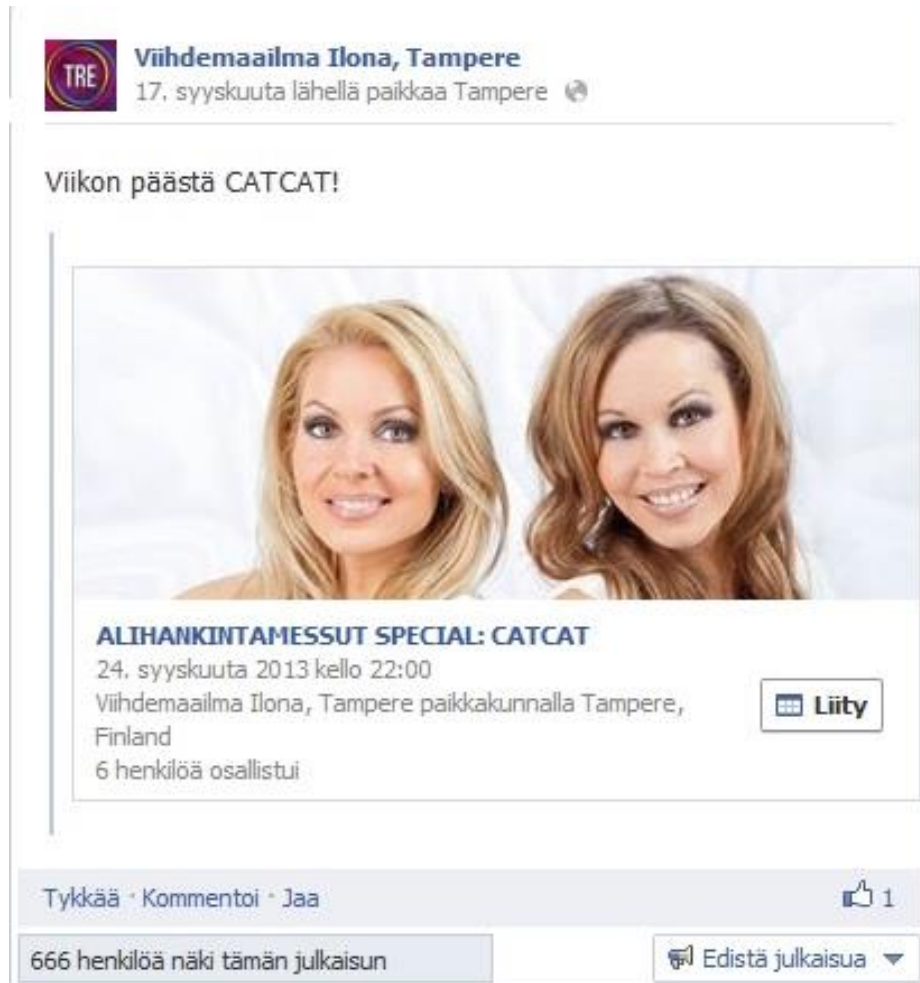 TRE
Viihdemaailma Ilona, Tampere
17. syyskuuta lähellä paikkaa Tampere
Viikon päästä CATCAT!
ALIHANKINTAMESSUT SPECIAL: CATCAT
24. syyskuuta 2013 kello 22:00
Viihdemaailma Ilona, Tampere paikkakunnalla Tampere,
Finland
6 henkilöä osallistui
Liity
Tykkää · Kommentoi · Jaa
1
666 henkilöä näki tämän julkaisun
Edistä julkaisua